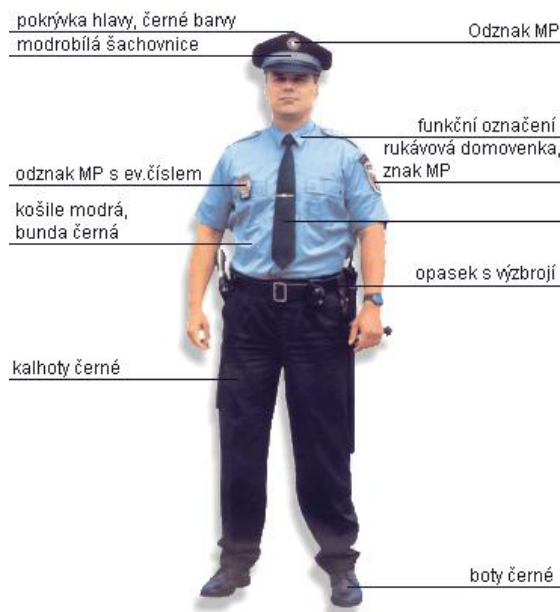 pokrývka hlavy, černé barvy
modrobílá šachovnice
Odznak MP
funkční označení
rukávová domovenka,
znak MP
odznak MP s ev.číslem
košile modrá,
bunda černá
opasek s výzbrojí
kalhoty černé
boty černé